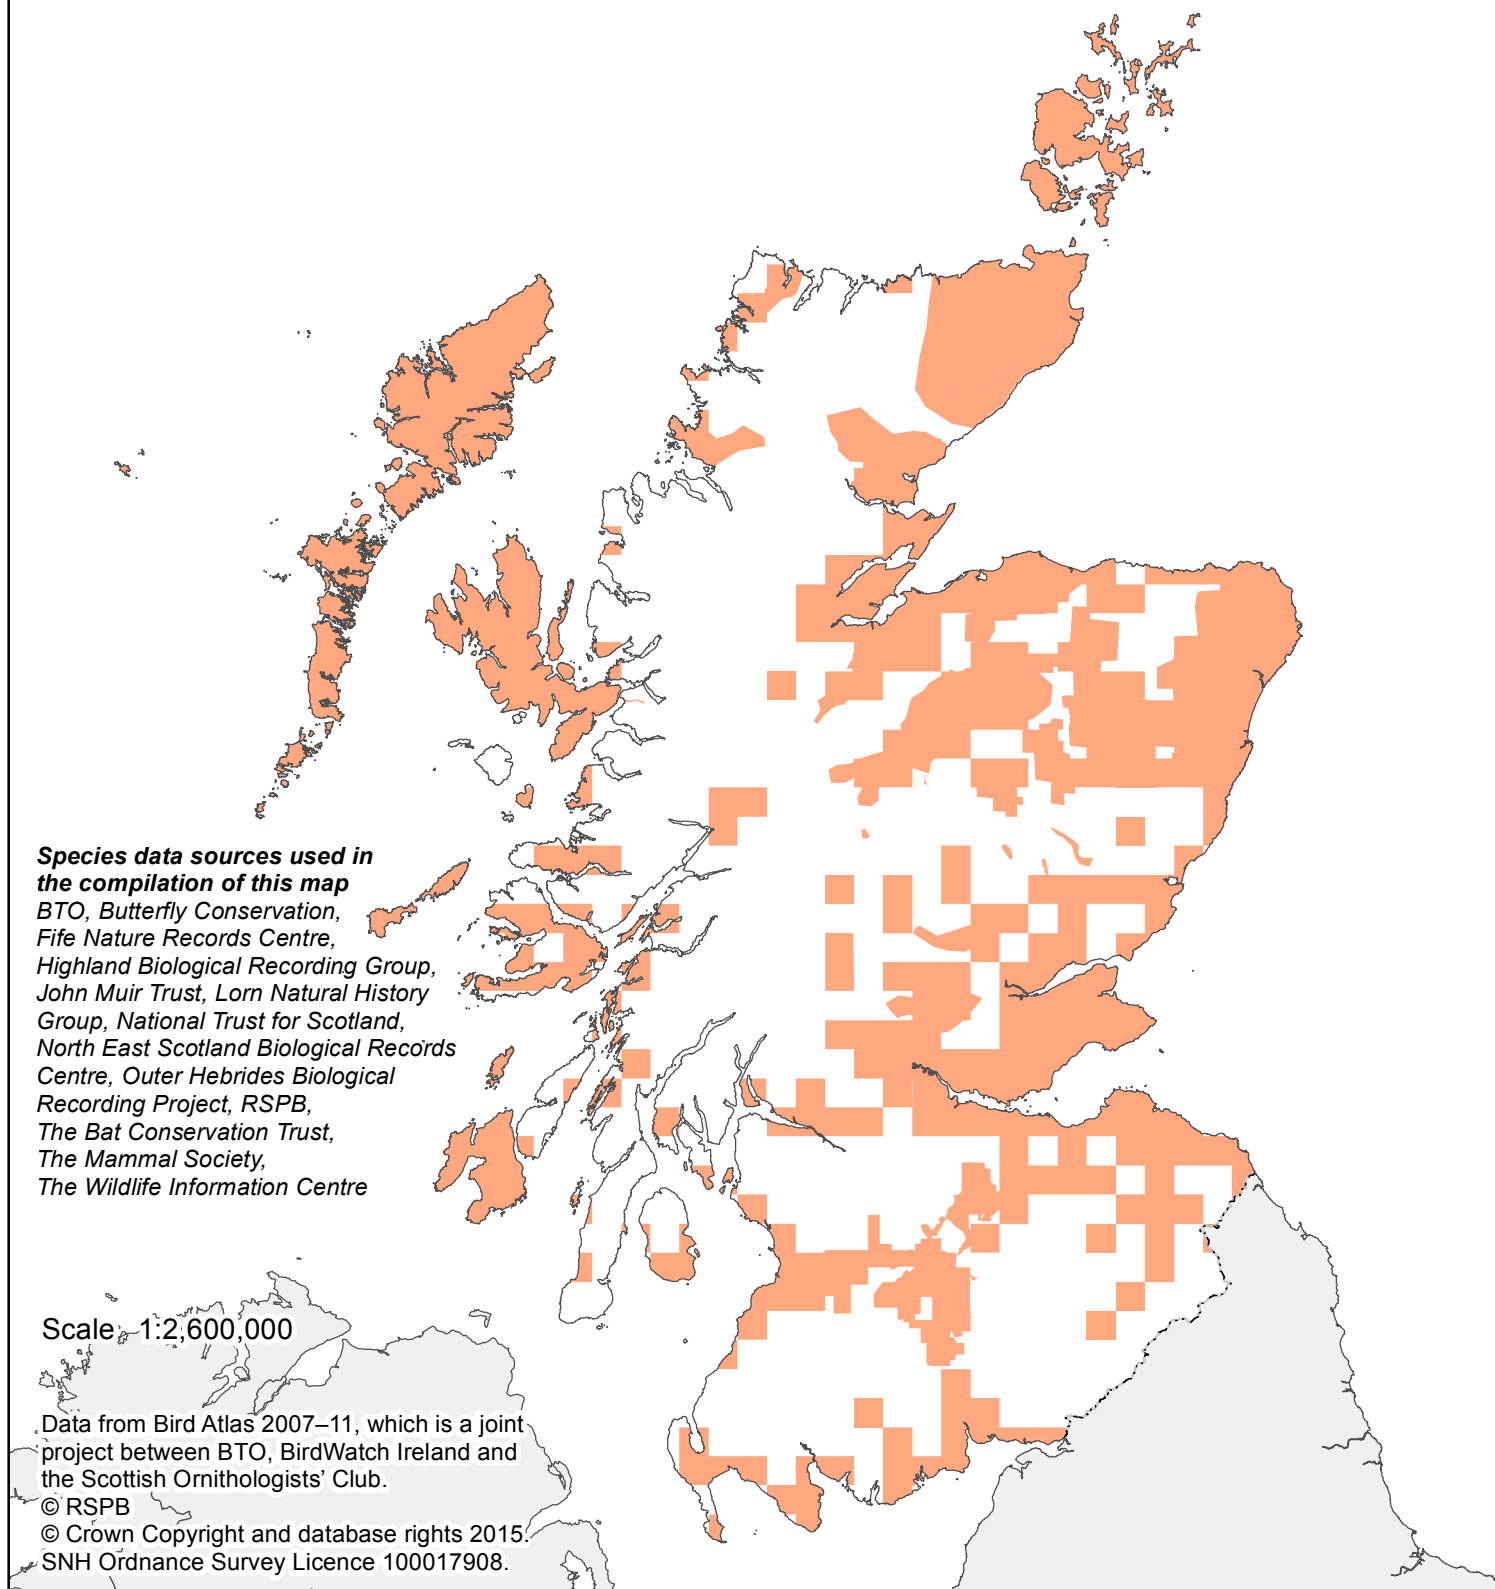 Species data sources used in
the compilation of this map
BTO, Butterfly Conservation,
Fife Nature Records Centre,
Highland Biological Recording Group,
John Muir Trust, Lorn Natural History
Group, National Trust for Scotland,
North East Scotland Biological Records
Centre, Outer Hebrides Biological
Recording Project, RSPB,
The Bat Conservation Trust,
The Mammal Society,
The Wildlife Information Centre
Scale 1:2,600,000
Data from Bird Atlas 2007–11, which is a joint
project between BTO, BirdWatch Ireland and
the Scottish Ornithologists' Club.
© RSPB
© Crown Copyright and database rights 2015.
SNH Ordnance Survey Licence 100017908.